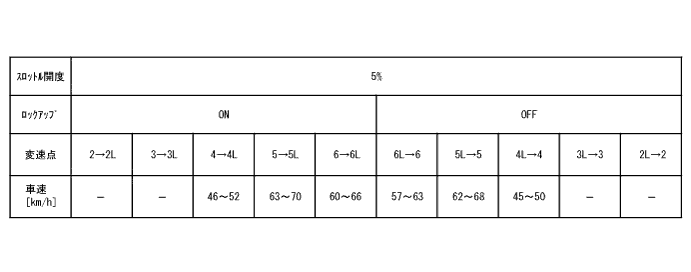 ｽﾛｯﾄﾙ開度 5%
ﾛｯｸｱｯﾌﾟ ON OFF
変速点 2→2L 3→3L 4→4L 5→5L 6→6L 6L→6 5L→5 4L→4 3L→3 2L→2
車速
[km/h] － － 46～52 63～70 60～66 57～63 62～68 45～50 － －